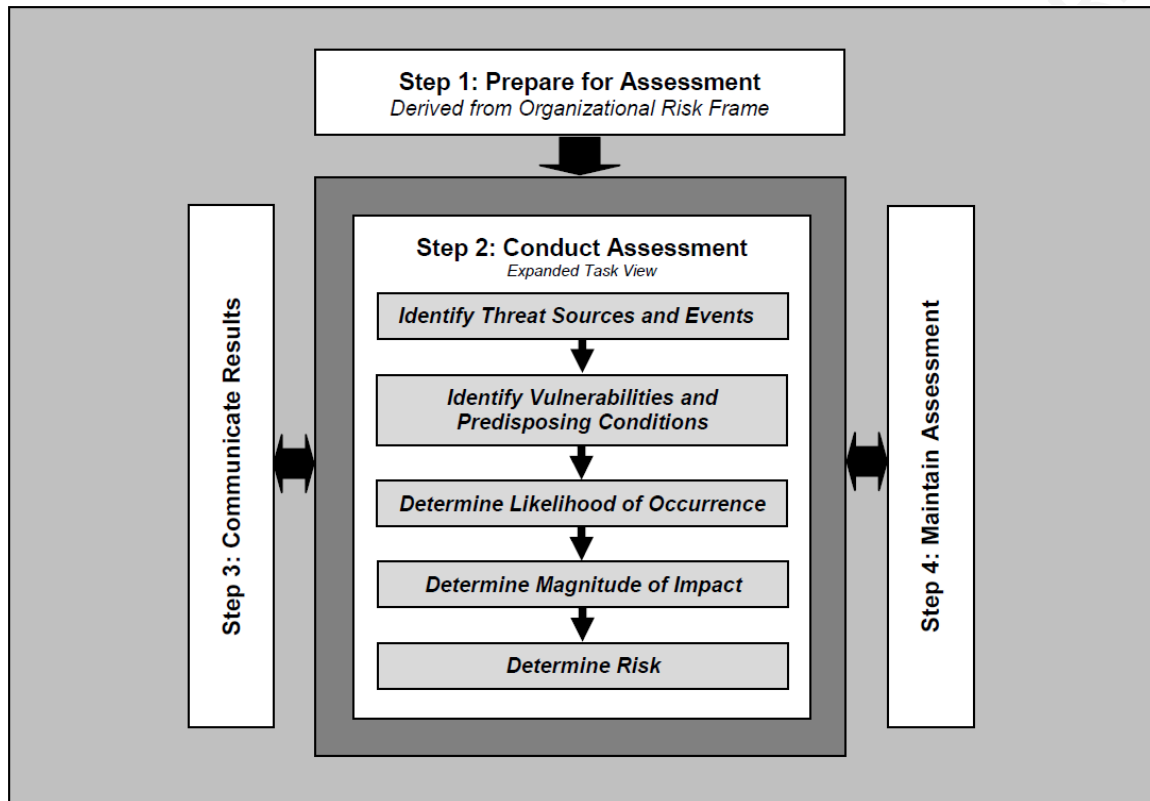 Step 1: Prepare for Assessment
Derived from Organizational Risk Frame
Step 2: Conduct Assessment
Expanded Task View
Identify Threat Sources and Events
Identify Vulnerabilities and
Predisposing Conditions
Determine Likelihood of Occurrence
Determine Magnitude of Impact
Determine Risk
Step 3: Communicate Results
Step 4: Maintain Assessment